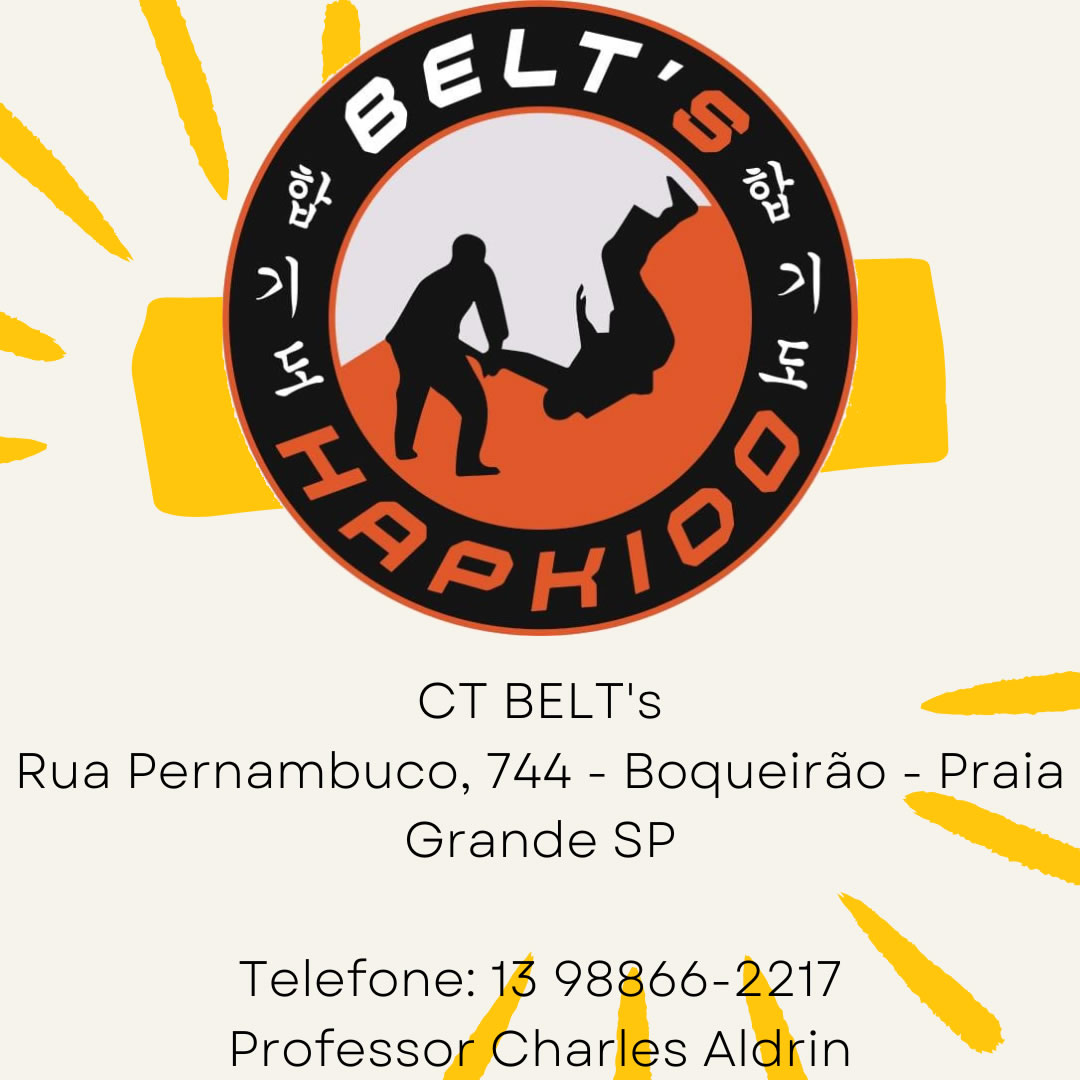 BELT'S
합기도
합기도
HAPKIDO
CT BELT's
Rua Pernambuco, 744 - Boqueirão - Praia
Grande SP
Telefone: 13 98866-2217
Professor Charles Aldrin